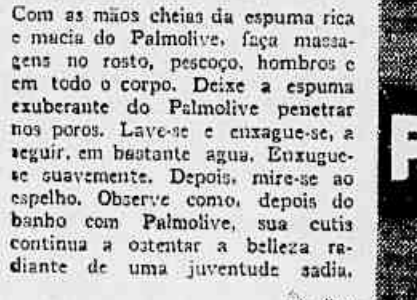 Com as mãos cheias da espuma rica
e macia do Palmolive, faça massa-
gens no rosto, pescoço, hombros e
em todo o corpo. Deixe a espuma
exuberante do Palmolive penetrar
nos poros. Lave-se e enxague-se, a
seguir, em bastante agua. Enxugue-
se suavemente. Depois, mire-se ao
espelho. Observe como, depois do
banho com Palmolive, sua cutis
continua a ostentar a belleza ra-
diante de uma juventude sadia.